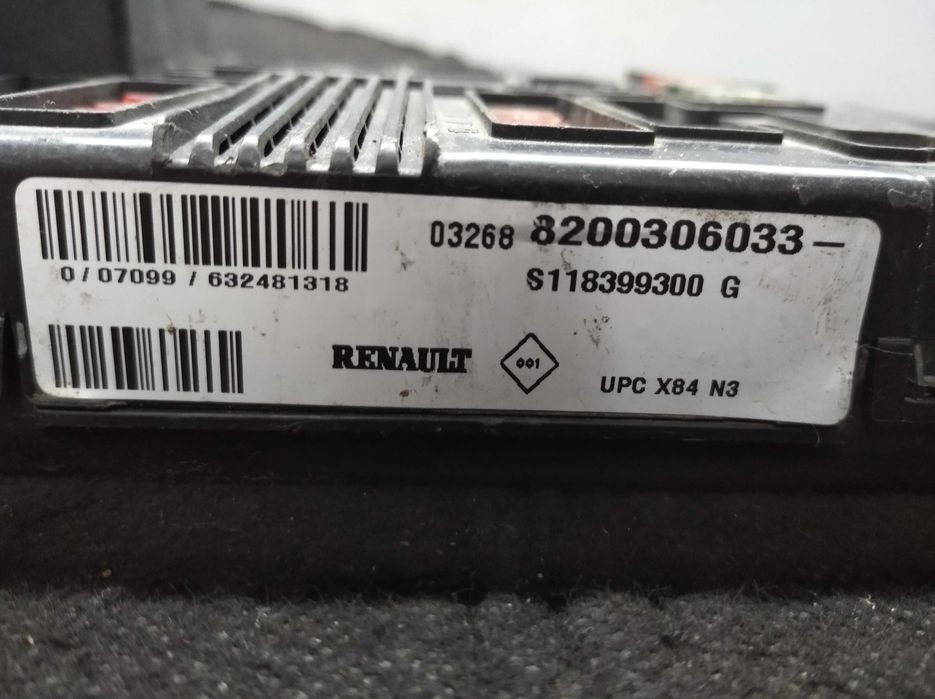 03268 8200306033-
0/07099/632481318
S118399300 G
RENAULT 001
UPC X84 N3